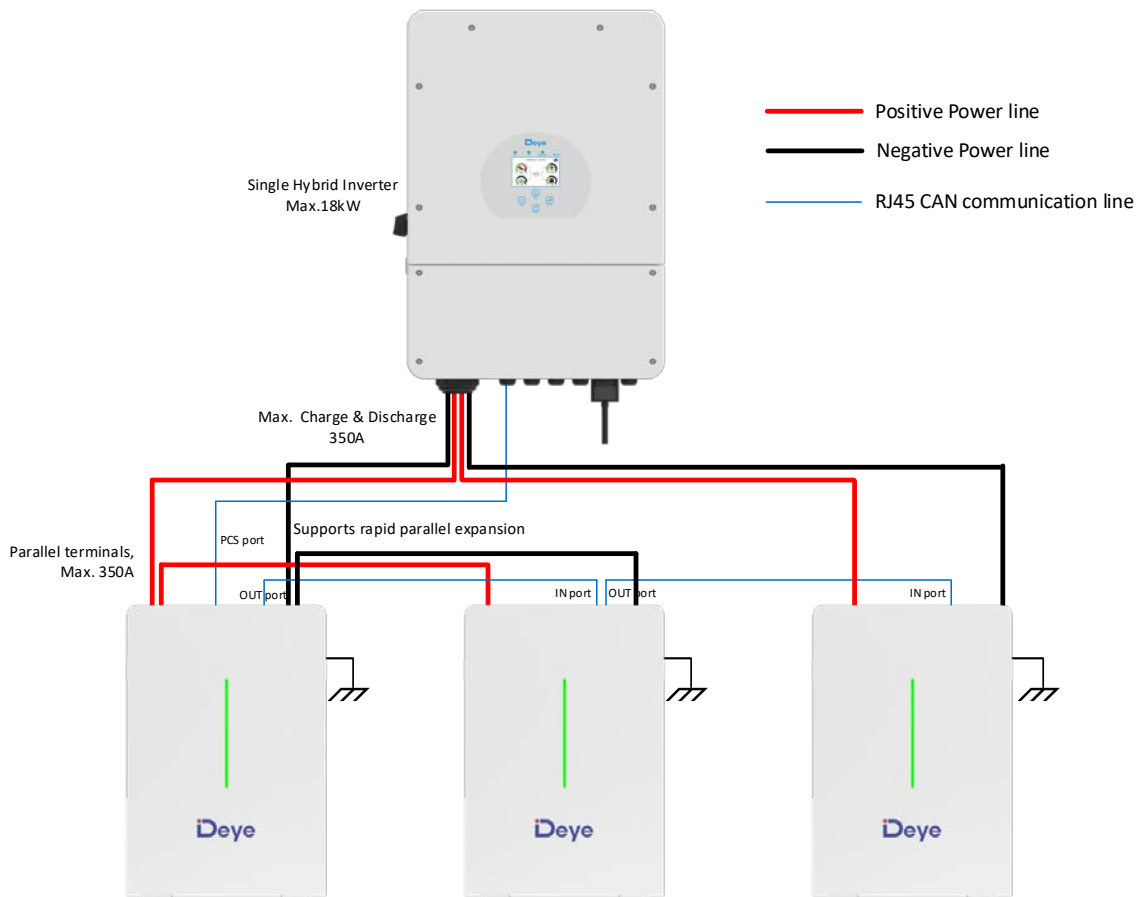 Deye
Positive Power line
Negative Power line
RJ45 CAN communication line
Single Hybrid Inverter
Max.18kW
Max. Charge & Discharge
350A
Supports rapid parallel expansion
PCS port
Parallel terminals,
Max. 350A
OUT port
IN port
OUT port
IN port
Deye
Deye
Deye